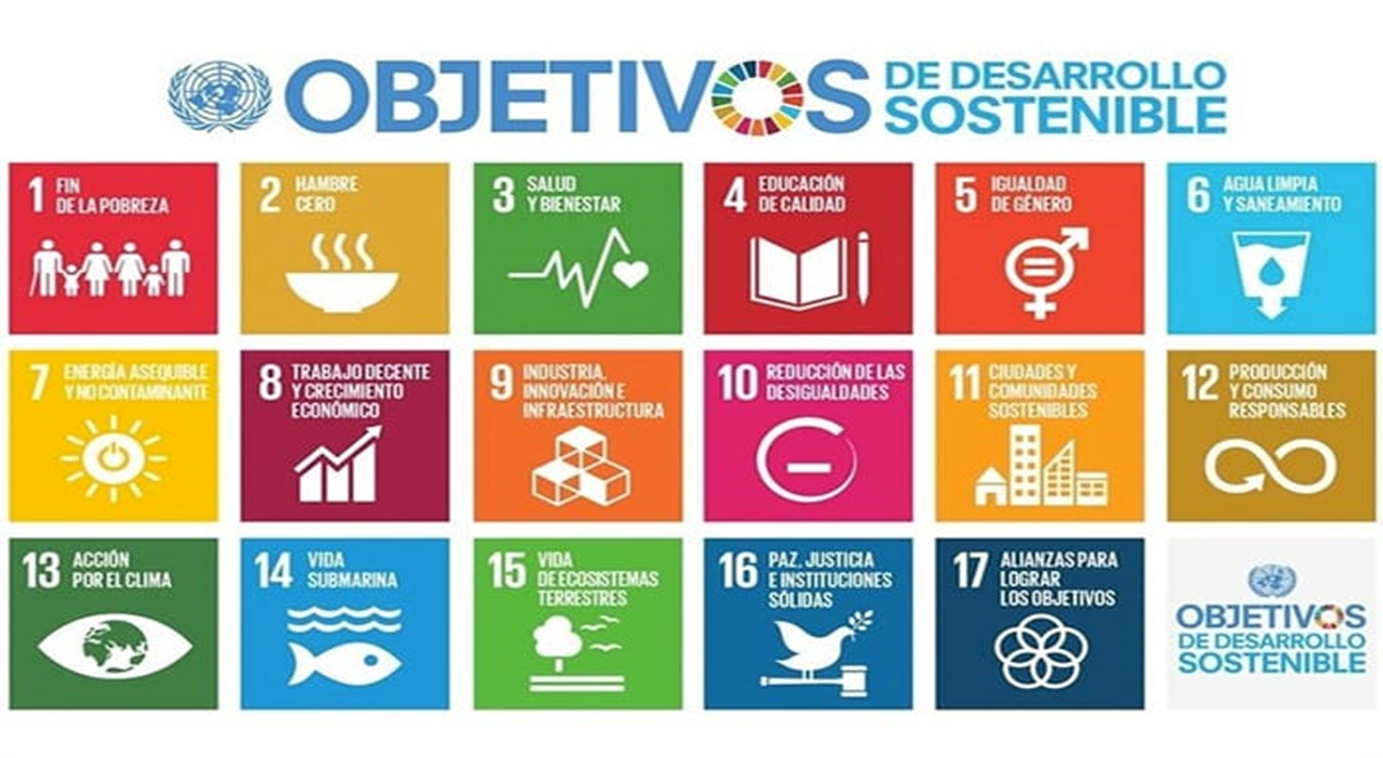 OBJETIVOS
DE DESARROLLO
SOSTENIBLE
1 FIN
DE LA POBREZA
2 HAMBRE
CERO
3 SALUD
Y BIENESTAR
4 EDUCACIÓN
DE CALIDAD
5 IGUALDAD
DE GÉNERO
6 AGUA LIMPIA
Y SANEAMIENTO
7 ENERGÍA ASEQUIBLE
Y NO CONTAMINANTE
8 TRABAJO DECENTE
Y CRECIMIENTO
ECONÓMICO
9 INDUSTRIA,
INNOVACIÓN E
INFRAESTRUCTURA
10 REDUCCIÓN DE LAS
DESIGUALDADES
11 CIUDADES Y
COMUNIDADES
SOSTENIBLES
12 PRODUCCIÓN
Y CONSUMO
RESPONSABLES
13 ACCIÓN
POR EL CLIMA
14 VIDA
SUBMARINA
15 VIDA
DE ECOSISTEMAS
TERRESTRES
16 PAZ, JUSTICIA
E INSTITUCIONES
SÓLIDAS
17 ALIANZAS PARA
LOGRAR
LOS OBJETIVOS
OBJETIVOS
DE DESARROLLO
SOSTENIBLE